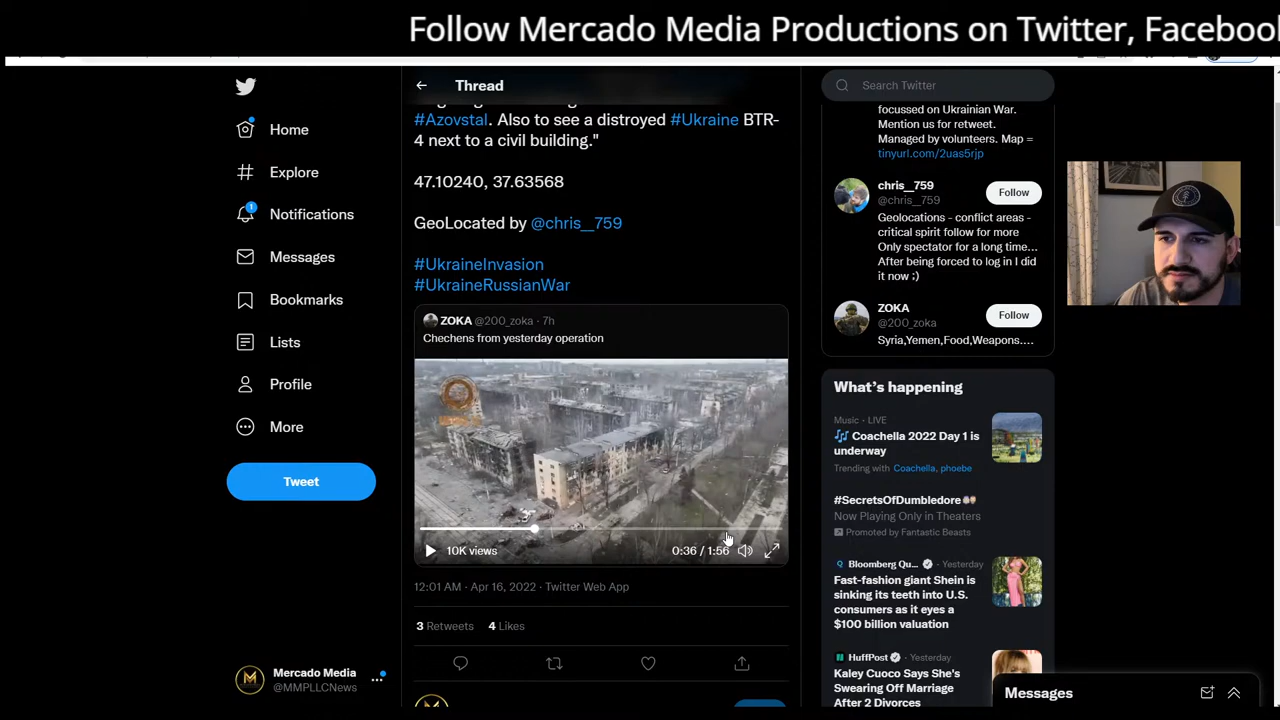 Follow Mercado Media Productions on Twitter, Facebook
Thread
Search Twitter
Home
Explore
1
Notifications
Messages
Bookmarks
Lists
Profile
More
Tweet
Mercado Media
@MMPLLCNews
#Azovstal. Also to see a distroyed #Ukraine BTR-
4 next to a civil building."
47.10240, 37.63568
GeoLocated by @chris__759
#UkraineInvasion
#UkraineRussianWar
ZOKA @200_zoka · 7h
Chechens from yesterday operation
10K views
0:36 / 1:56
12:01 AM · Apr 16, 2022 · Twitter Web App
3 Retweets 4 Likes
focussed on Ukrainian War.
Mention us for retweet.
Managed by volunteers. Map =
tinyurl.com/2uas5rjp
chris__759
@chris__759
Follow
Geolocations - conflict areas -
critical spirit follow for more
Only spectator for a long time...
After being forced to log in I did
it now ;)
ZOKA
@200_zoka
Follow
Syria,Yemen,Food,Weapons....
What's happening
Music · LIVE
Coachella 2022 Day 1 is
underway
Trending with Coachella, phoebe
#SecretsOfDumbledore
Now Playing Only in Theaters
Promoted by Fantastic Beasts
Bloomberg Qu... · Yesterday
Fast-fashion giant Shein is
sinking its teeth into U.S.
consumers as it eyes a
$100 billion valuation
HuffPost · Yesterday
Kaley Cuoco Says She's
Swearing Off Marriage
After 2 Divorces
Messages